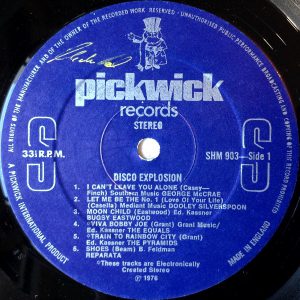 ALL RIGHTS OF THE MANUFACTURER AND OF THE OWNER OF THE RECORDED WORK RESERVED - UNAUTHORISED PUBLIC PERFORMANCE BROADCASTING AND COPYING OF THIS RECORD PROHIBITED
pickwick
records
STEREO
S
S
33⅓ R.P.M.
SHM 903—Side 1
DISCO EXPLOSION
1. I CAN'T LEAVE YOU ALONE (Casey—
Finch) Southern Music GEORGE McCRAE
2. LET ME BE THE No. 1 (Love Of Your Life)
(Casella) Mediant Music DOOLEY SILVERSPOON
3. MOON CHILD (Eastwood) Ed. Kassner
BUGSY EASTWOOD
4. ◊VIVA BOBBY JOE (Grant) Grant Music/
Ed. Kassner THE EQUALS
◊TRAIN TO RAINBOW CITY (Grant)
Ed. Kassner THE PYRAMIDS
5. SHOES (Beam) B. Feldman
REPARATA
◊These tracks are Electronically
Created Stereo
℗ 1976
A PICKWICK INTERNATIONAL PRODUCT
MADE IN ENGLAND